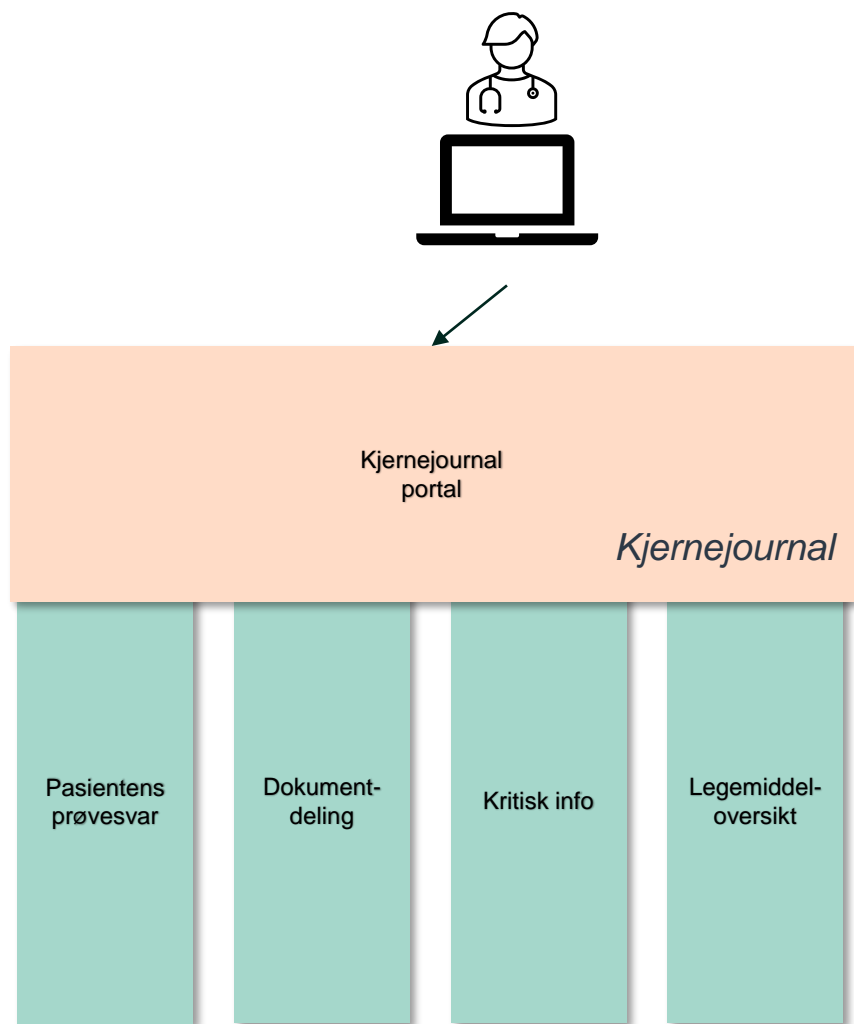 Kjernejournal
portal
Kjernejournal
Pasientens
prøvesvar
Dokument-
deling
Kritisk info
Legemiddel-
oversikt